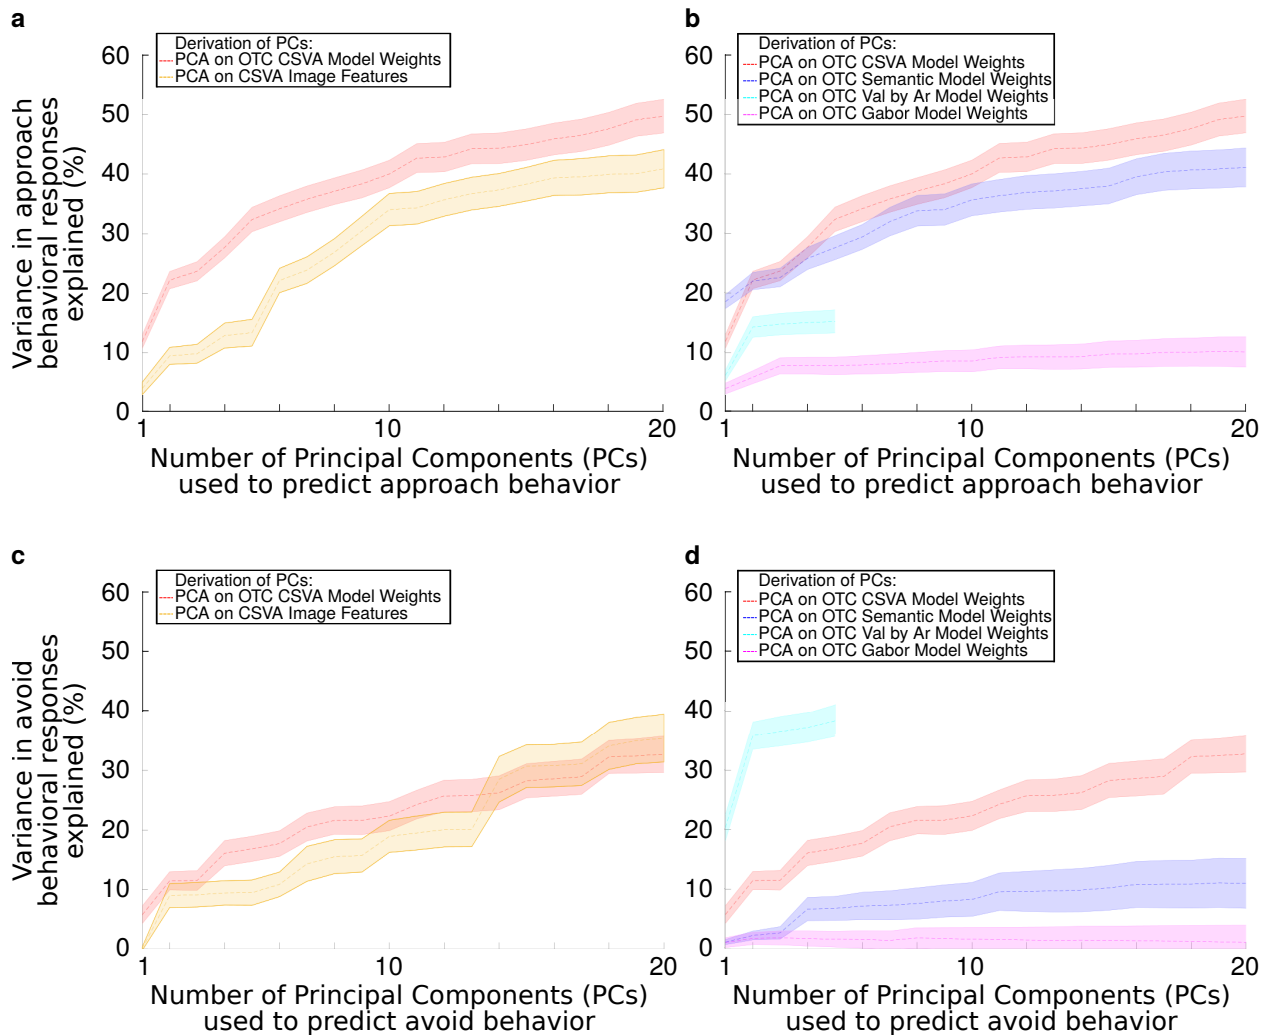 a
Derivation of PCs:
PCA on OTC CSVA Model Weights
PCA on CSVA Image Features
60
50
40
30
20
10
0
1
10
20
Variance in approach
behavioral responses
explained (%)
Number of Principal Components (PCs)
used to predict approach behavior
b
Derivation of PCs:
PCA on OTC CSVA Model Weights
PCA on OTC Semantic Model Weights
PCA on OTC Val by Ar Model Weights
PCA on OTC Gabor Model Weights
60
50
40
30
20
10
0
1
10
20
Number of Principal Components (PCs)
used to predict approach behavior
c
Derivation of PCs:
PCA on OTC CSVA Model Weights
PCA on CSVA Image Features
60
50
40
30
20
10
0
1
10
20
Variance in avoid
behavioral responses
explained (%)
Number of Principal Components (PCs)
used to predict avoid behavior
d
Derivation of PCs:
PCA on OTC CSVA Model Weights
PCA on OTC Semantic Model Weights
PCA on OTC Val by Ar Model Weights
PCA on OTC Gabor Model Weights
60
50
40
30
20
10
0
1
10
20
Number of Principal Components (PCs)
used to predict avoid behavior